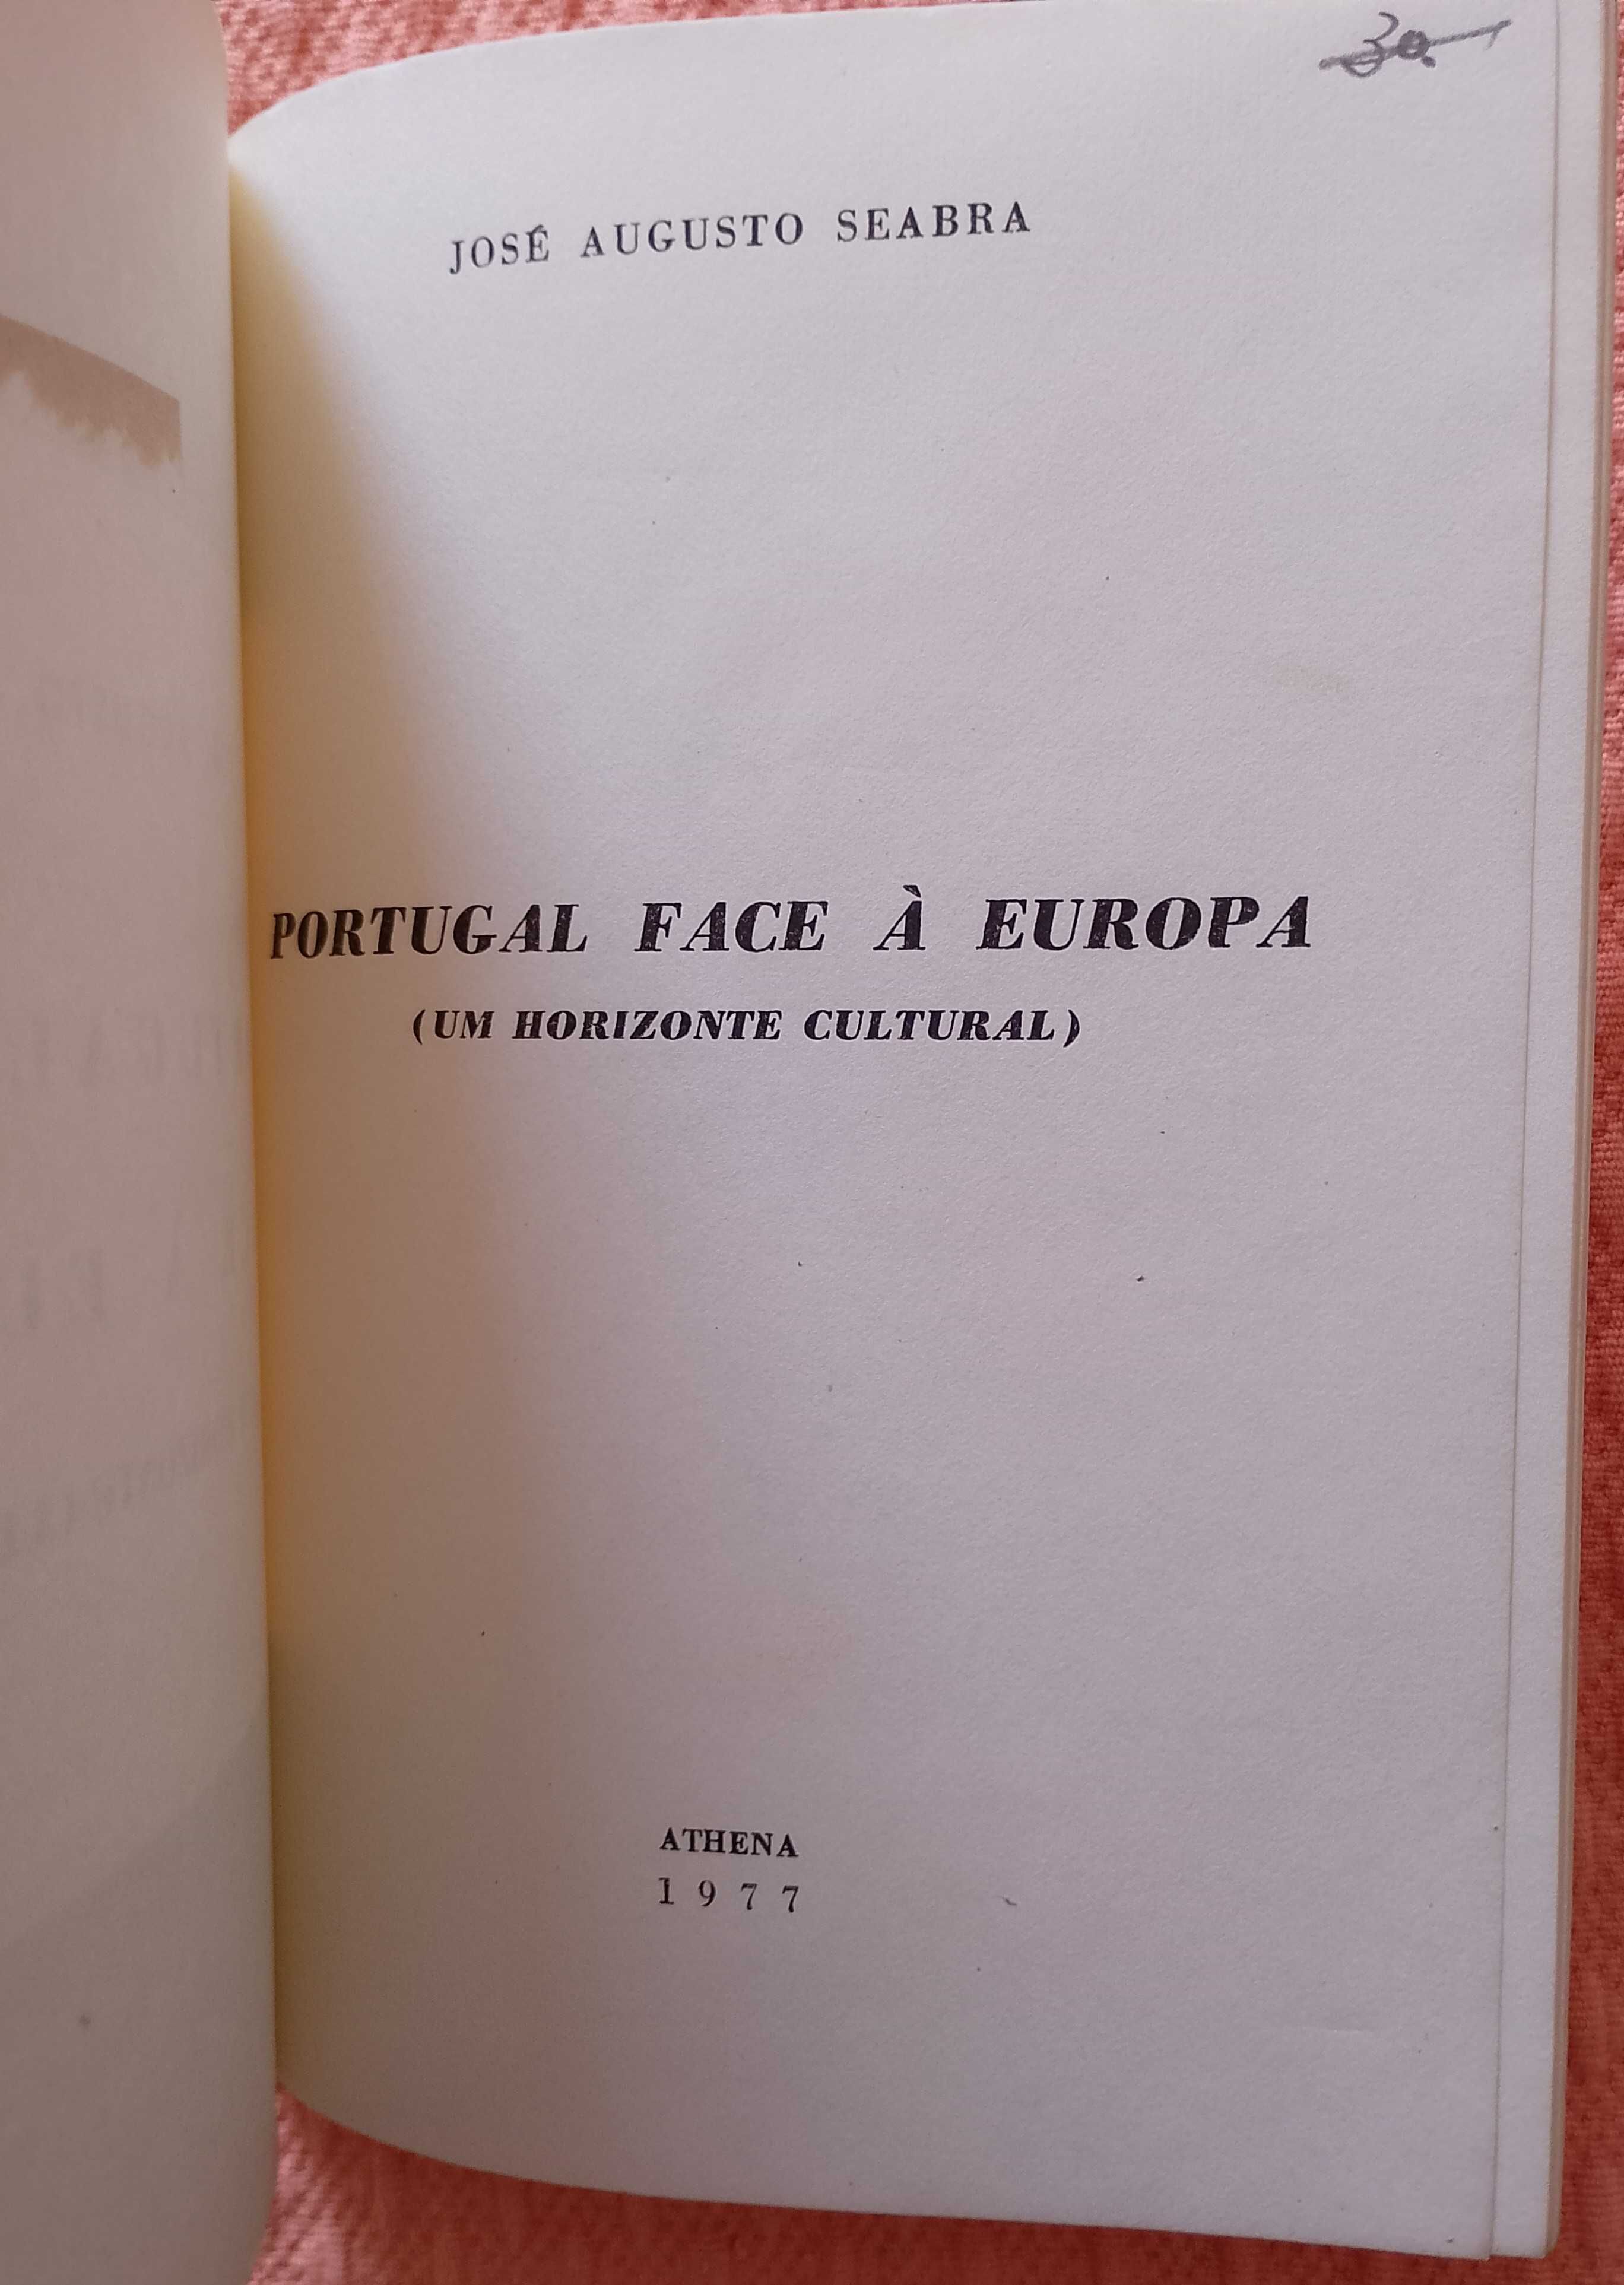 30.
JOSÉ AUGUSTO SEABRA
PORTUGAL FACE À EUROPA
(UM HORIZONTE CULTURAL)
ATHENA
1977